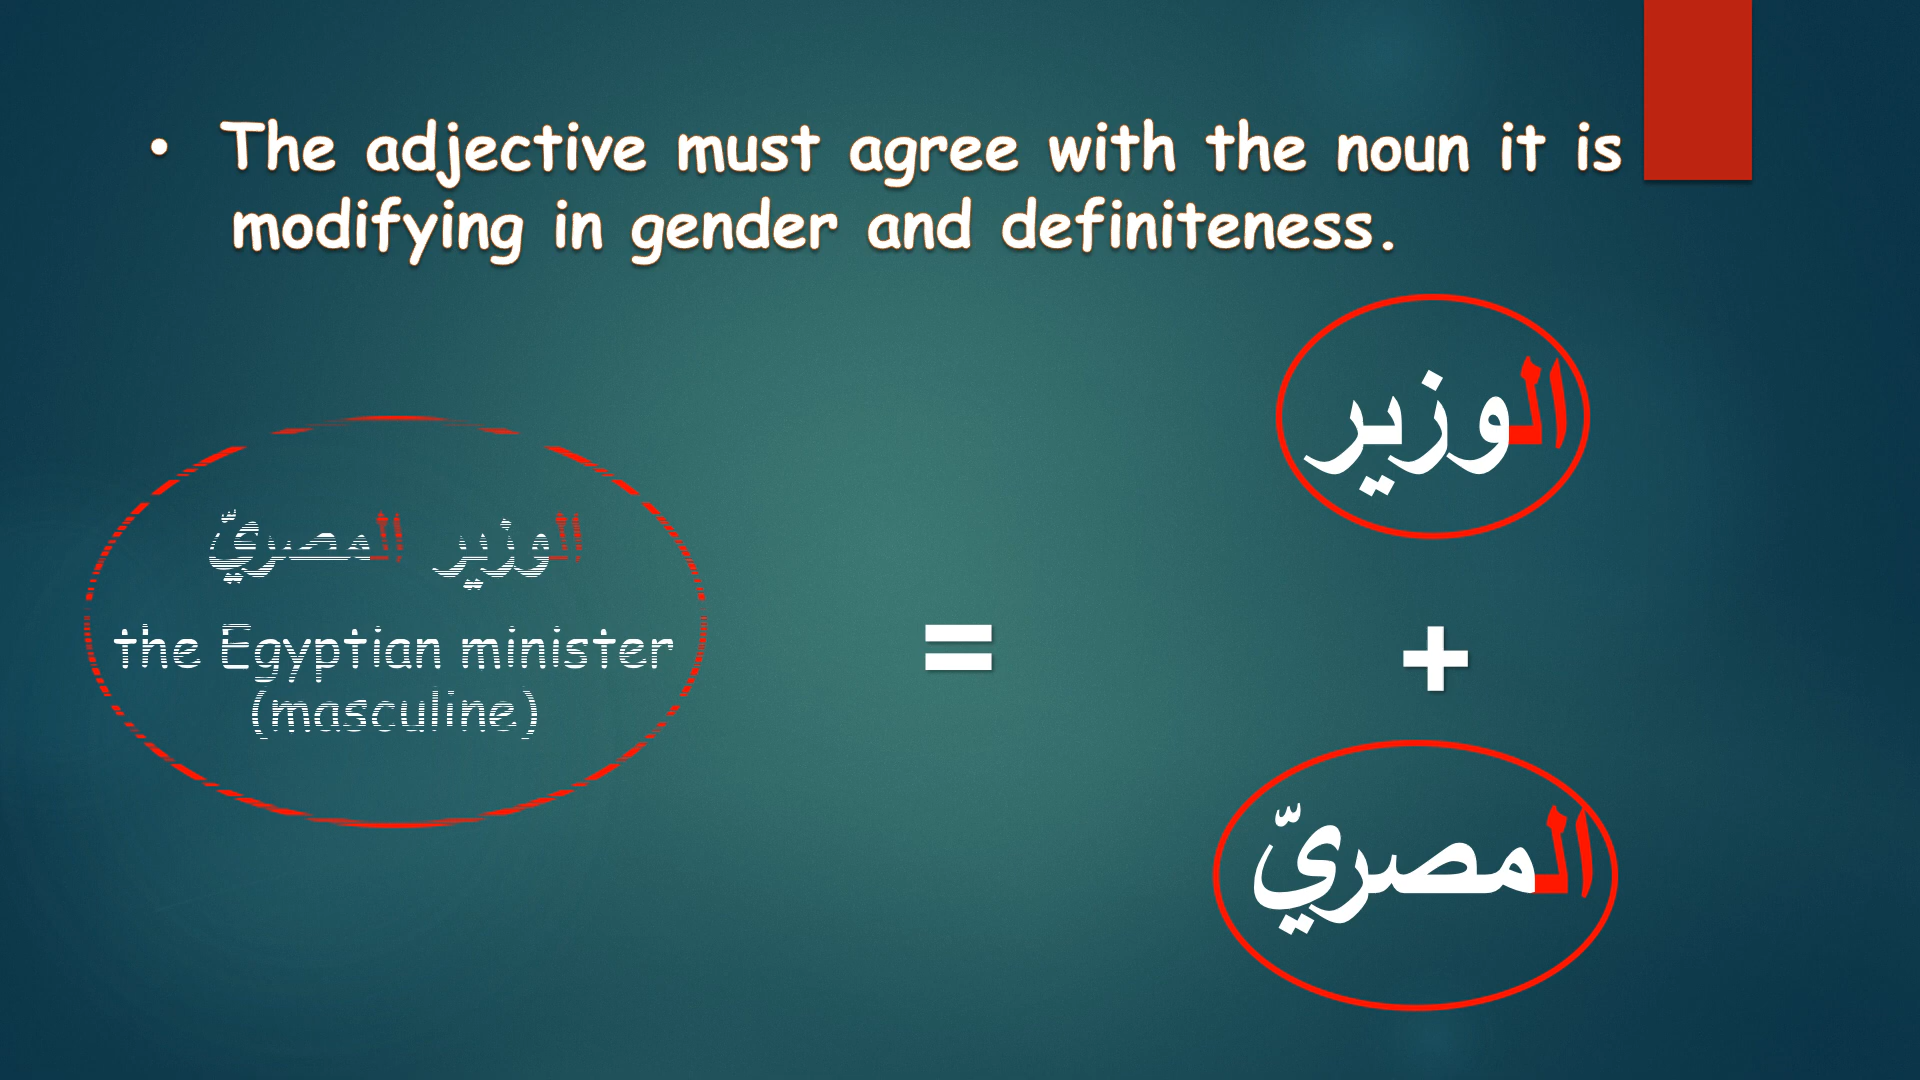 • The adjective must agree with the noun it is
modifying in gender and definiteness.
الوزير
+
المصريّ
=
الوزير المصريّ
the Egyptian minister
(masculine)